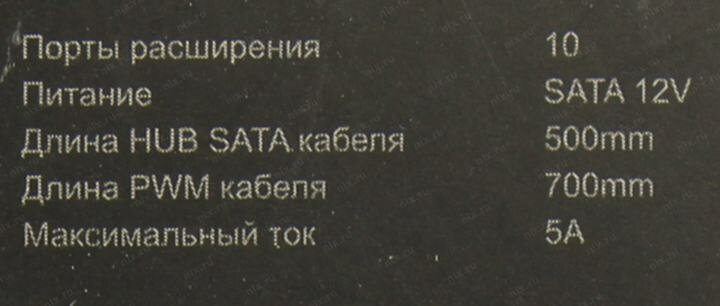 Порты расширения 10
Питание SATA 12V
Длина HUB SATA кабеля 500mm
Длина PWM кабеля 700mm
Максимальный ток 5A